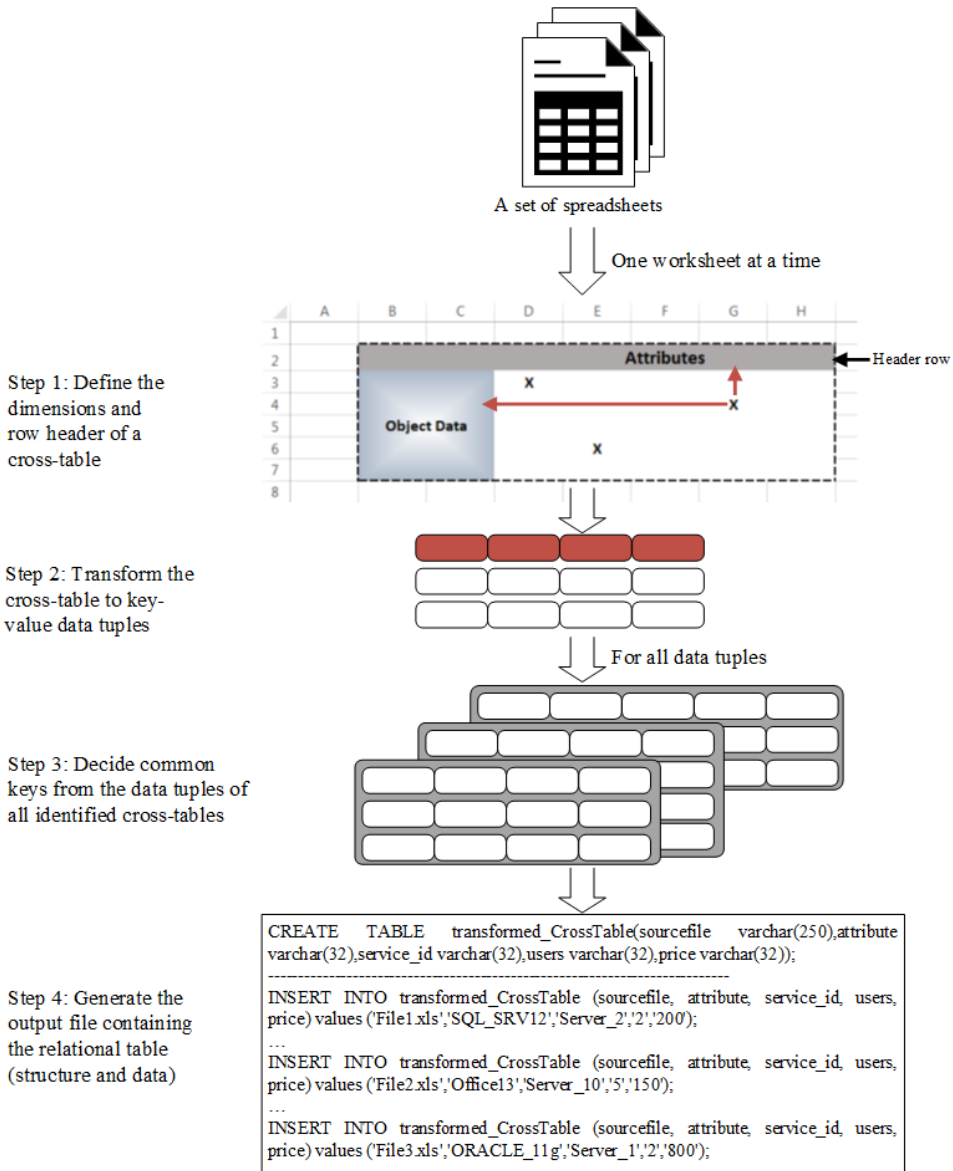 A set of spreadsheets
One worksheet at a time
A B C D E F G H
1
2 Attributes
Header row
3 X
4 X
5 Object Data
6 X
7
8
Step 1: Define the
dimensions and
row header of a
cross-table
Step 2: Transform the
cross-table to key-
value data tuples
For all data tuples
Step 3: Decide common
keys from the data tuples of
all identified cross-tables
Step 4: Generate the
output file containing
the relational table
(structure and data)
CREATE TABLE transformed_CrossTable(sourcefile varchar(250),attribute
varchar(32),service_id varchar(32),users varchar(32),price varchar(32));
-----------------------------------------------------------------------------
INSERT INTO transformed_CrossTable (sourcefile, attribute, service_id, users,
price) values ('File1.xls','SQL_SRV12','Server_2','2','200');
…
INSERT INTO transformed_CrossTable (sourcefile, attribute, service_id, users,
price) values ('File2.xls','Office13','Server_10','5','150');
…
INSERT INTO transformed_CrossTable (sourcefile, attribute, service_id, users,
price) values ('File3.xls','ORACLE_11g','Server_1','2','800');